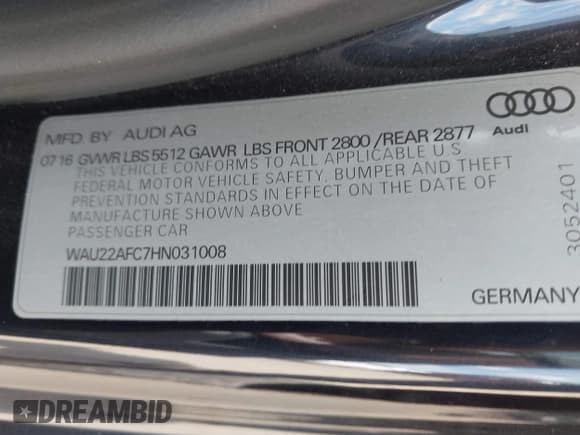 MFD. BY AUDI AG
0716 GVWR LBS 5512 GAWR LBS FRONT 2800 /REAR 2877
THIS VEHICLE CONFORMS TO ALL APPLICABLE U S
FEDERAL MOTOR VEHICLE SAFETY, BUMPER AND THEFT
PREVENTION STANDARDS IN EFFECT ON THE DATE OF
MANUFACTURE SHOWN ABOVE
PASSENGER CAR
WAU22AFC7HN031008
Audi
3052401
GERMANY
DREAMBID